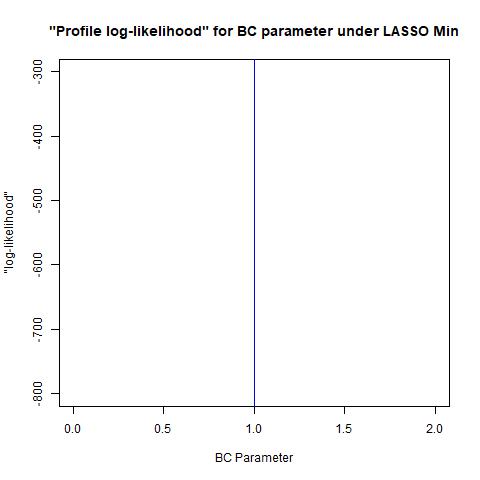 "Profile log-likelihood" for BC parameter under LASSO Min
"log-likelihood"
-300
-400
-500
-600
-700
-800
0.0 0.5 1.0 1.5 2.0
BC Parameter